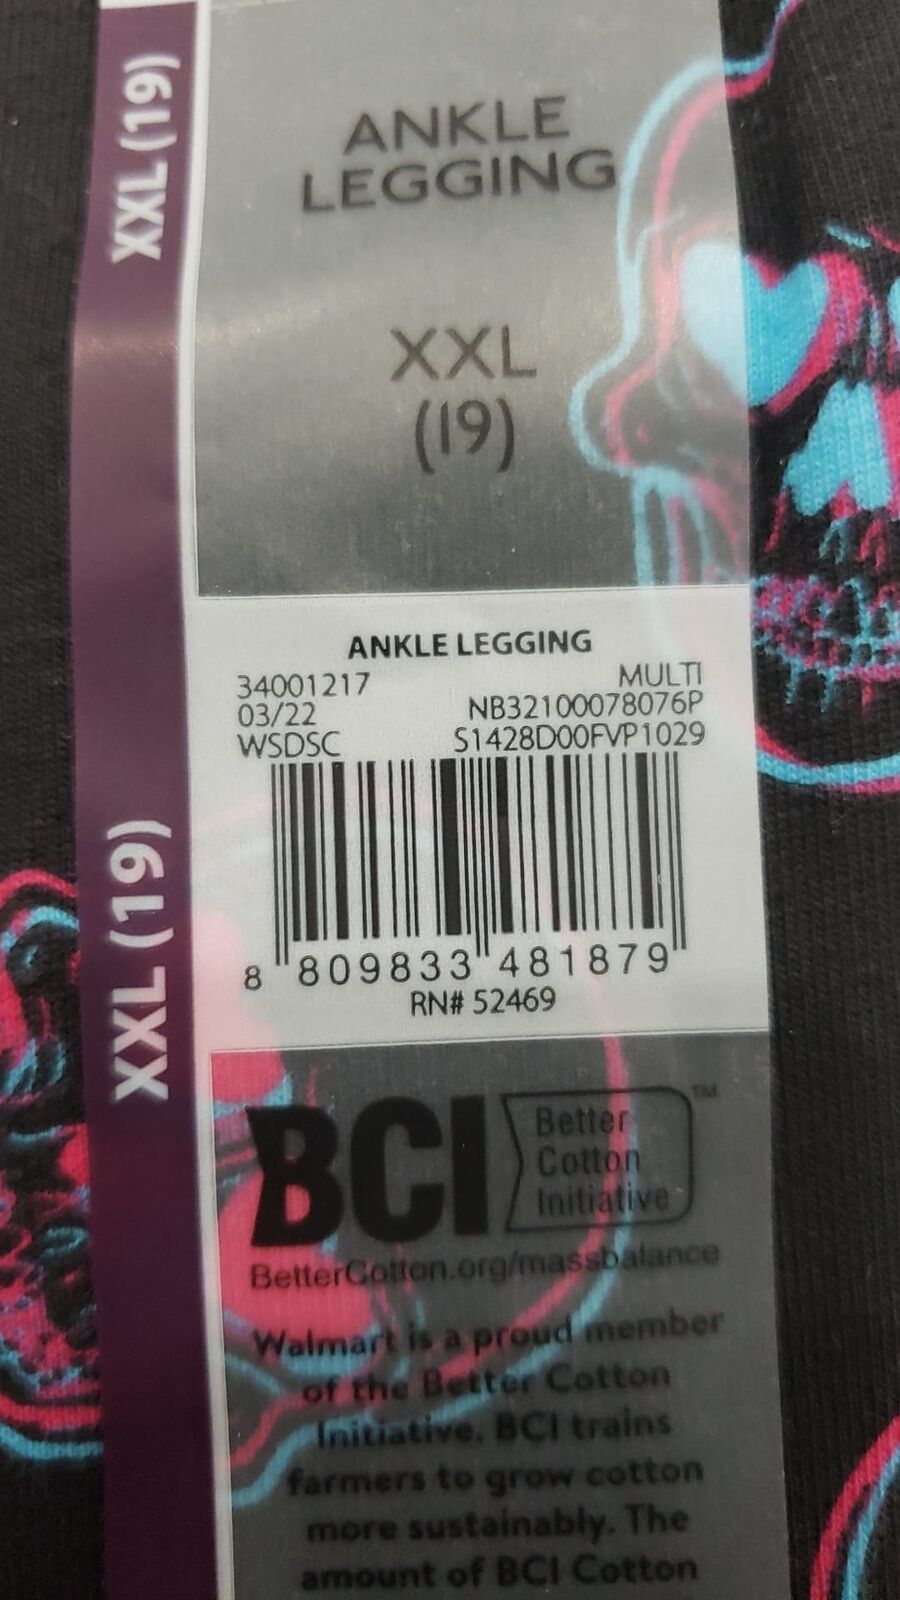 XXL (19)
ANKLE
LEGGING
XXL
(19)
ANKLE LEGGING
34001217 MULTI
03/22 NB32100078076P
WSDSC S1428D00FVP1029
8 809833 481879
RN# 52469
XXL (19)
BCI Better
Cotton
Initiative ™
BetterCotton.org/massbalance
Walmart is a proud member
of the Better Cotton
Initiative. BCI trains
farmers to grow cotton
more sustainably. The
amount of BCI Cotton